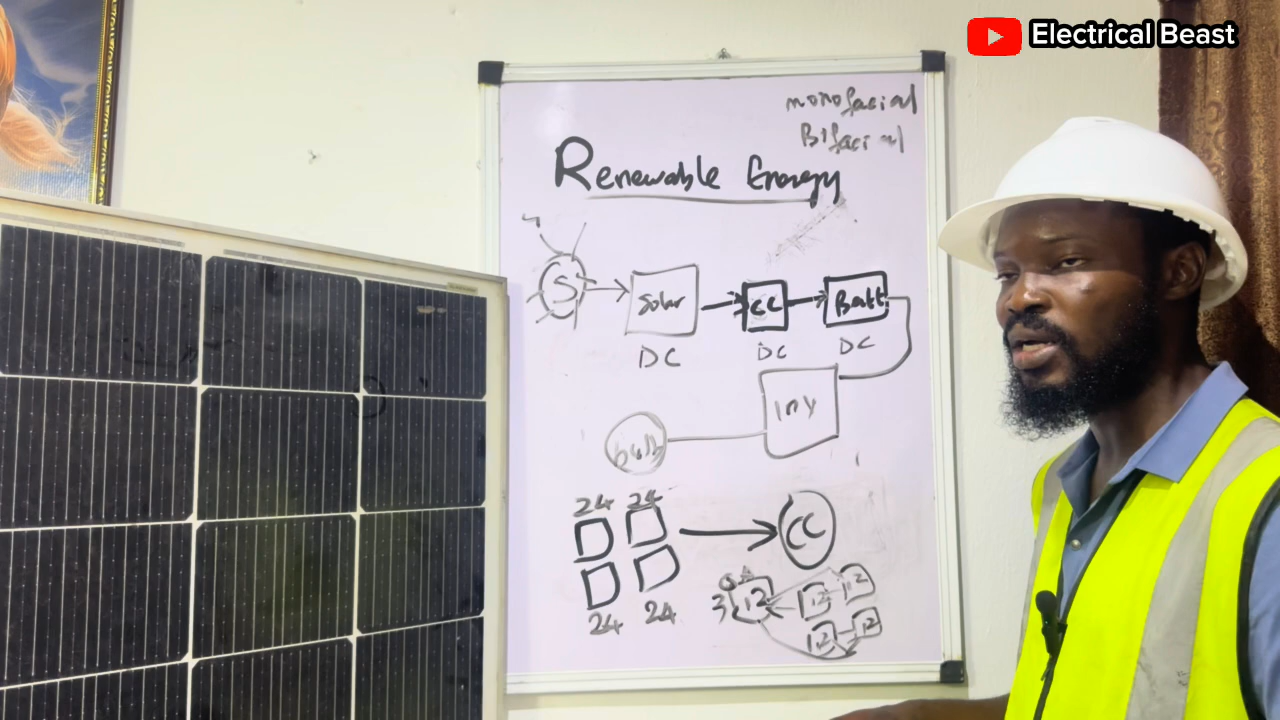 Electrical Beast
monofacial
Bifacial
Renewable Energy
S
Solar
CC
Batt
DC
DC
DC
Inv
bulb
24 24
CC
24 24
12
12
12
12
12